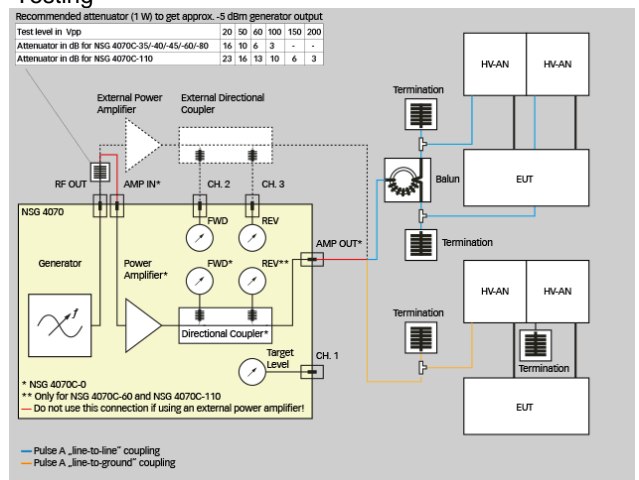 Testing
Recommended attenuator (1 W) to get approx. -5 dBm generator output
Test level in Vpp 20 50 60 100 150 200
Attenuator in dB for NSG 4070C-35/-40/-45/-60/-80 16 10 6 3 - -
Attenuator in dB for NSG 4070C-110 23 16 13 10 6 3
HV-AN HV-AN
External Power
Amplifier
External Directional
Coupler
Termination
RF OUT AMP IN* CH. 2 CH. 3
Balun
EUT
NSG 4070
FWD REV
AMP OUT*
Termination
Generator
Power
Amplifier*
FWD* REV**
HV-AN HV-AN
Termination
Directional Coupler*
Target
Level
CH. 1
Termination
* NSG 4070C-0
** Only for NSG 4070C-60 and NSG 4070C-110
Do not use this connection if using an external power amplifier!
EUT
Pulse A „line-to-line“ coupling
Pulse A „line-to-ground“ coupling